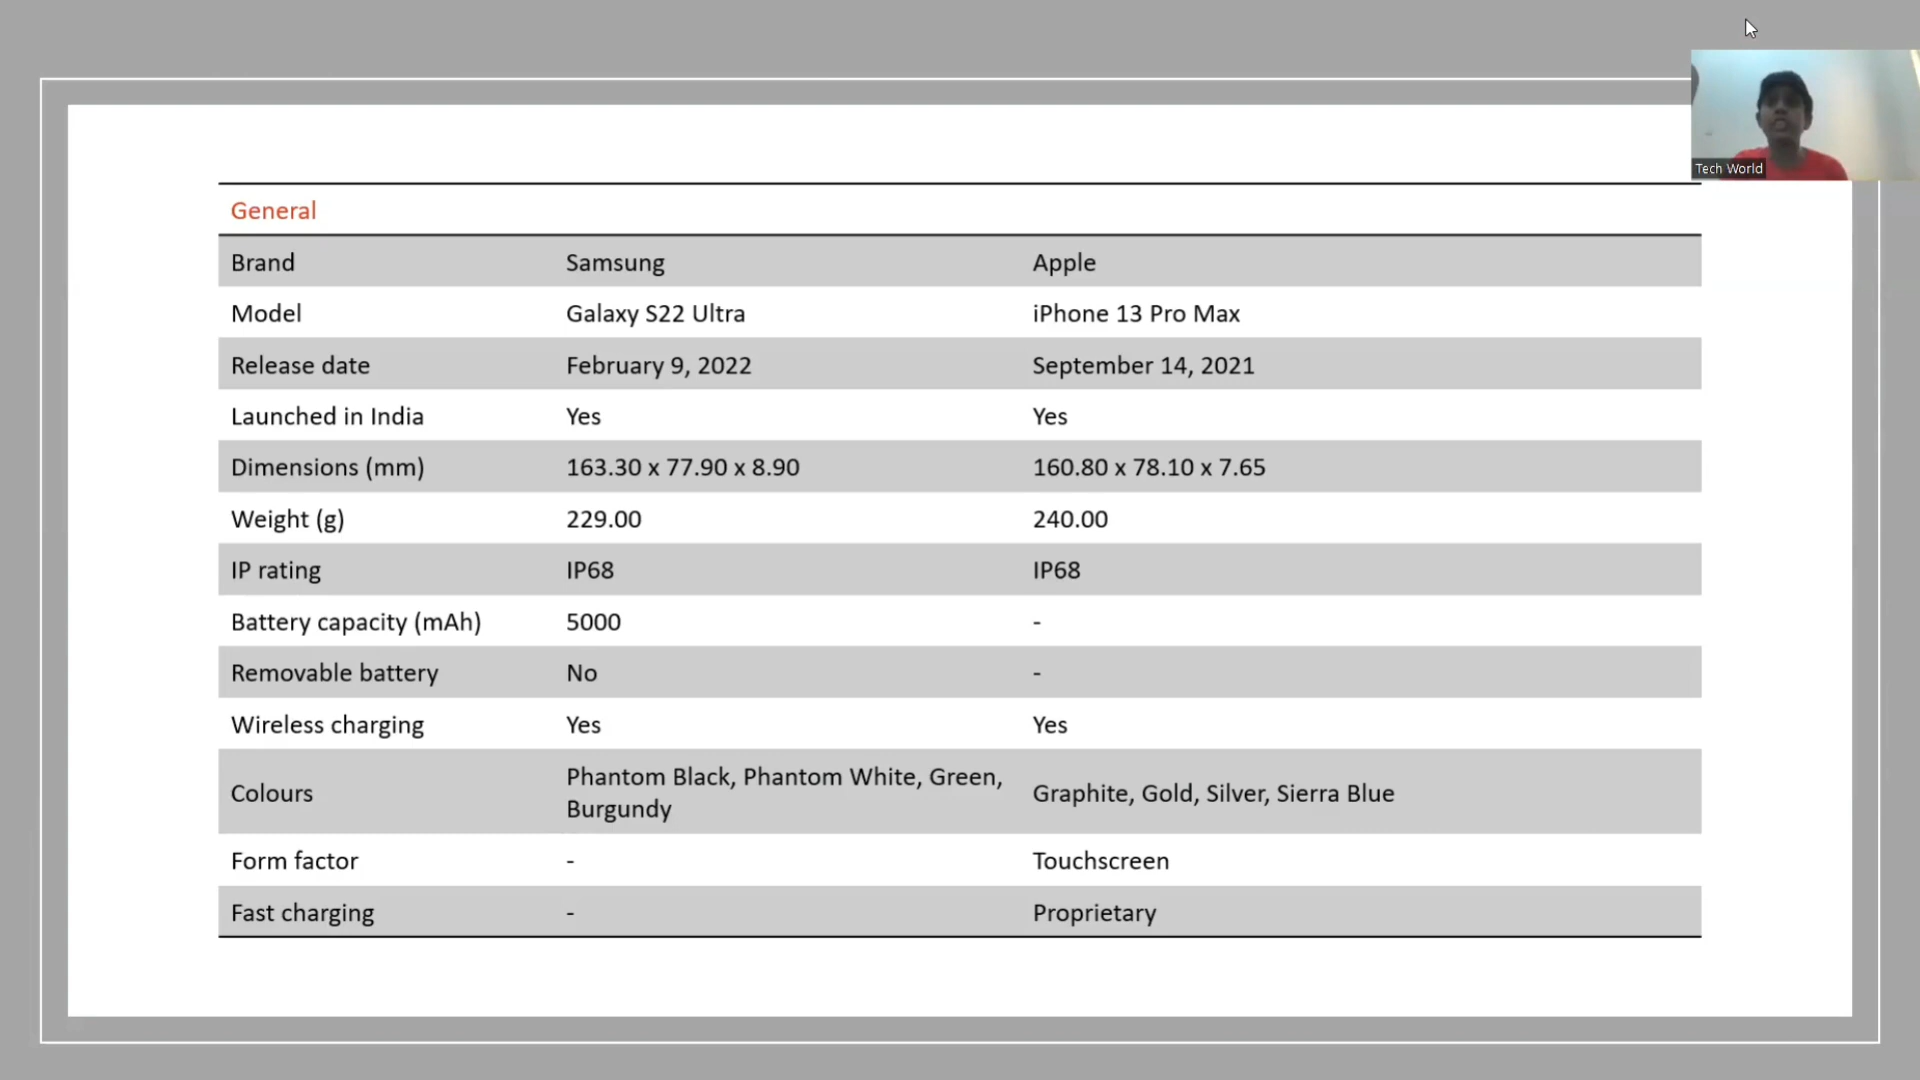 Tech World
General
Brand Samsung Apple
Model Galaxy S22 Ultra iPhone 13 Pro Max
Release date February 9, 2022 September 14, 2021
Launched in India Yes Yes
Dimensions (mm) 163.30 x 77.90 x 8.90 160.80 x 78.10 x 7.65
Weight (g) 229.00 240.00
IP rating IP68 IP68
Battery capacity (mAh) 5000 -
Removable battery No -
Wireless charging Yes Yes
Colours Phantom Black, Phantom White, Green, Graphite, Gold, Silver, Sierra Blue
Burgundy
Form factor - Touchscreen
Fast charging - Proprietary